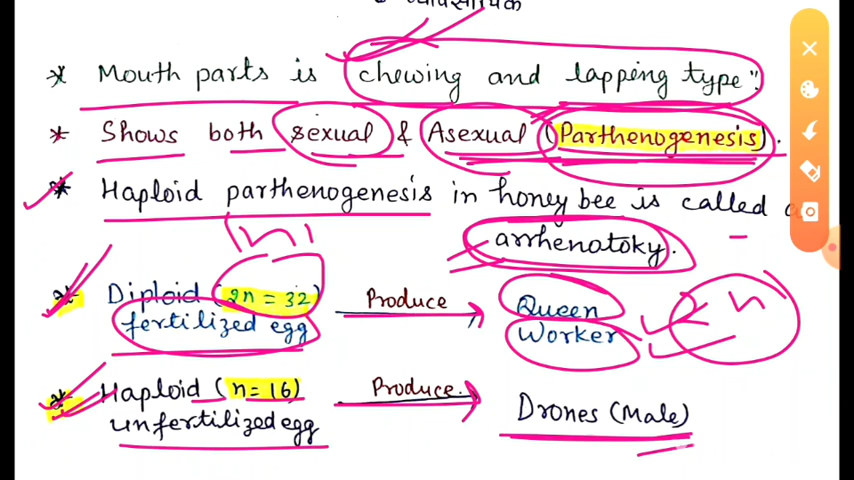 व्यावसायिक
* Mouth parts is chewing and lapping type".
* Shows both sexual & Asexual (Parthenogenesis).
* Haploid parthenogenesis in honey bee is called
arrhenotoky.
* Diploid (2n = 32) Produce Queen
fertilized egg Worker
* Haploid (n=16) Produce. Drones (Male)
unfertilized egg